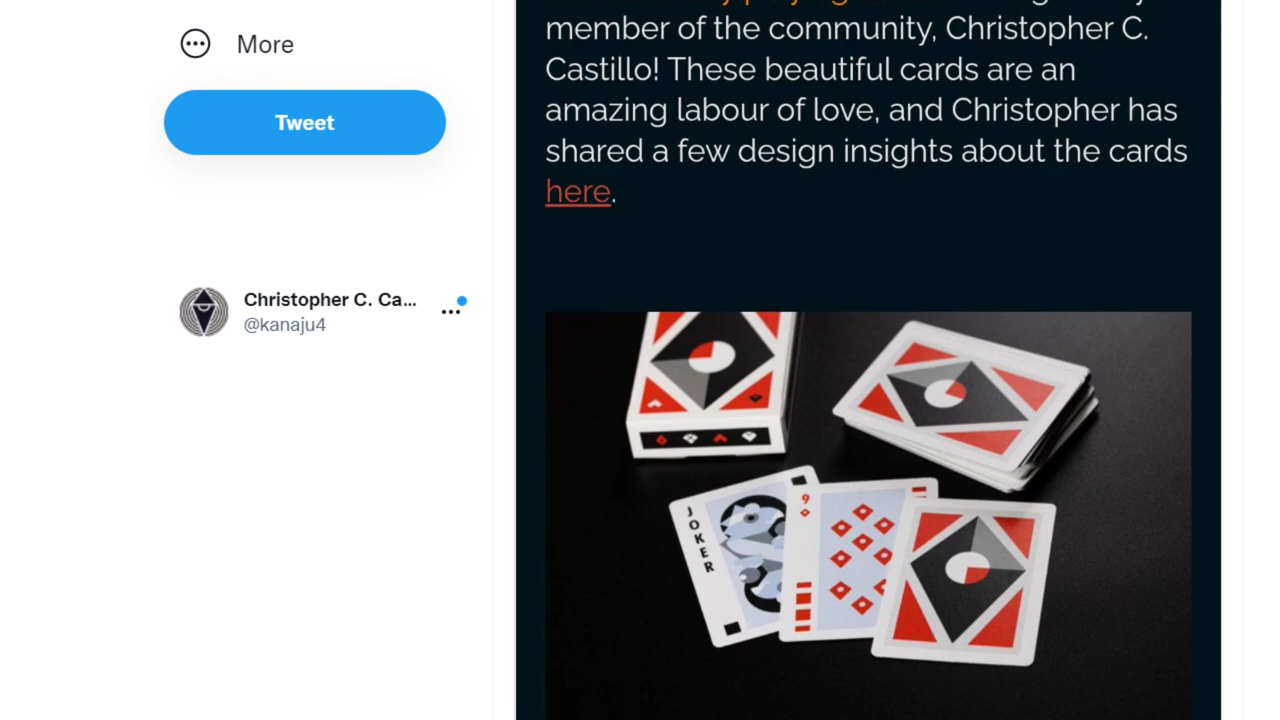 More
Tweet
Christopher C. Ca...
@kanaju4
member of the community, Christopher C.
Castillo! These beautiful cards are an
amazing labour of love, and Christopher has
shared a few design insights about the cards
here.
JOKER
9